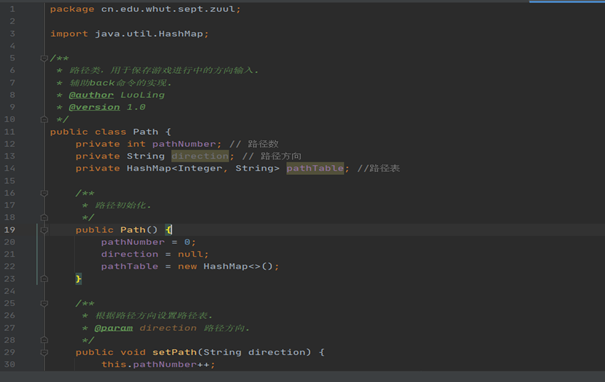 1 package cn.edu.whut.sept.zuul;
2
3 import java.util.HashMap;
4
5 /**
6 * 路径类，用于保存游戏进行中的方向输入.
7 * 辅助back命令的实现.
8 * @author LuoLing
9 * @version 1.0
10 */
11 public class Path {
12 private int pathNumber; // 路径数
13 private String direction; // 路径方向
14 private HashMap<Integer, String> pathTable; //路径表
15
16 /**
17 * 路径初始化.
18 */
19 public Path() {
20 pathNumber = 0;
21 direction = null;
22 pathTable = new HashMap<>();
23 }
24
25 /**
26 * 根据路径方向设置路径表.
27 * @param direction 路径方向.
28 */
29 public void setPath(String direction) {
30 this.pathNumber++;